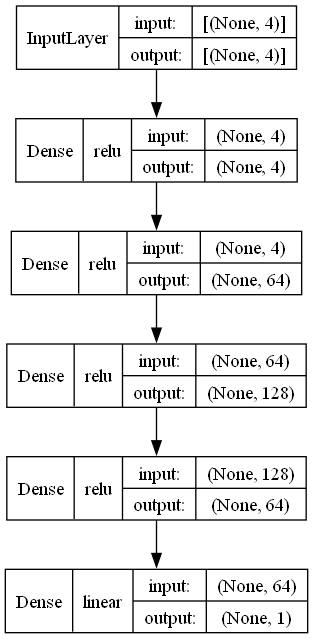 InputLayer input: [(None, 4)]
output: [(None, 4)]
Dense relu input: (None, 4)
output: (None, 4)
Dense relu input: (None, 4)
output: (None, 64)
Dense relu input: (None, 64)
output: (None, 128)
Dense relu input: (None, 128)
output: (None, 64)
Dense linear input: (None, 64)
output: (None, 1)